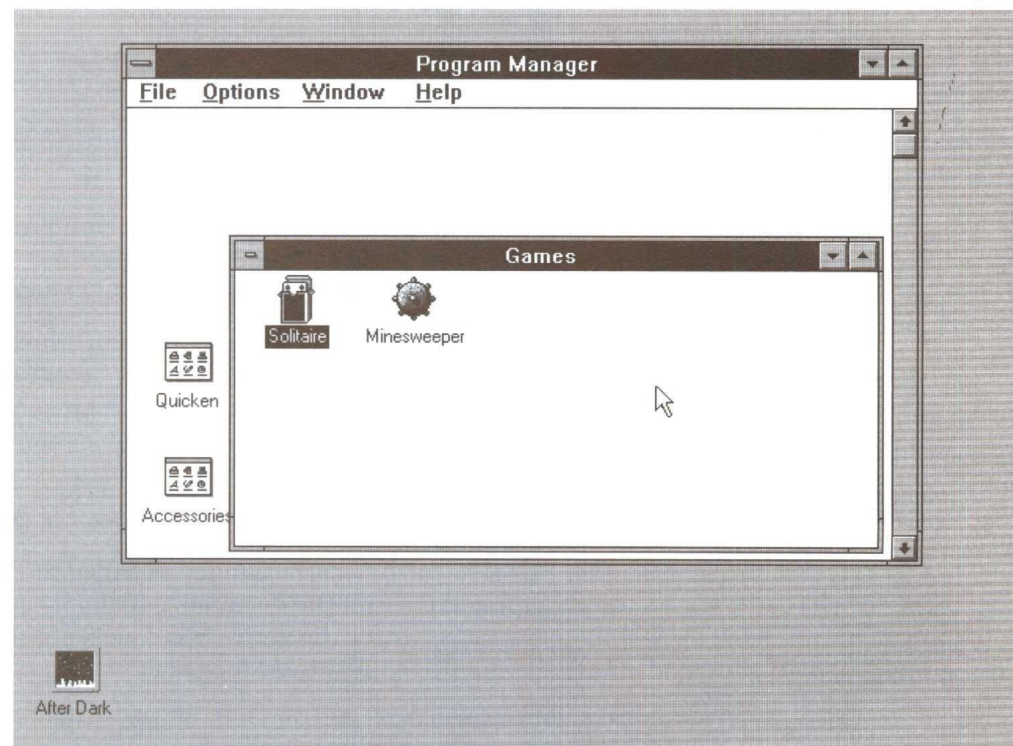 Program Manager
File Options Window Help
Games
Solitaire Minesweeper
Quicken
Accessories
After Dark